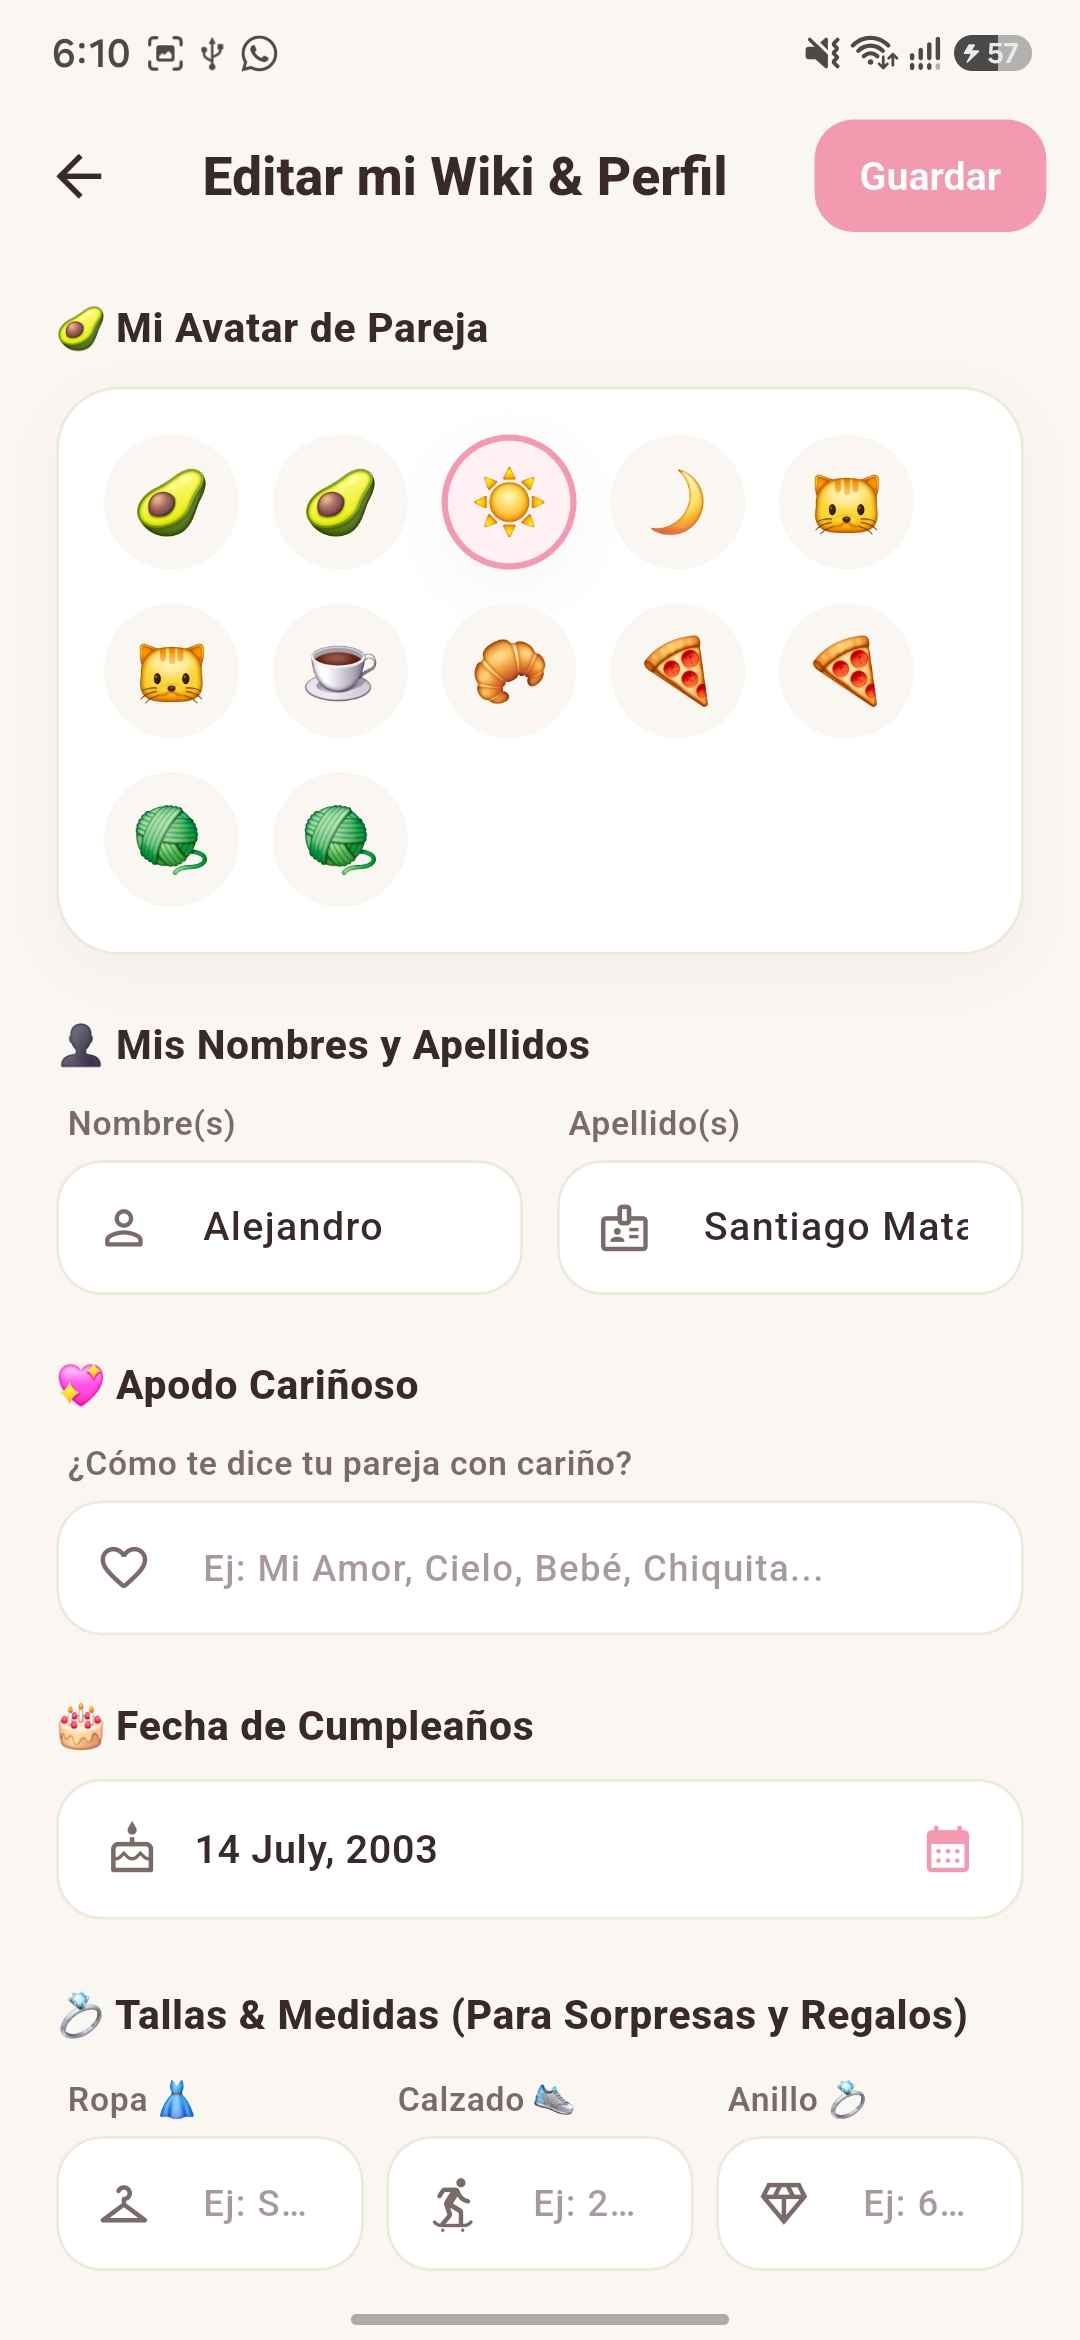 6:10
57
Editar mi Wiki & Perfil
Guardar
🥑 Mi Avatar de Pareja
👤 Mis Nombres y Apellidos
Nombre(s)
Apellido(s)
Alejandro
Santiago Mata
💖 Apodo Cariñoso
¿Cómo te dice tu pareja con cariño?
Ej: Mi Amor, Cielo, Bebé, Chiquita...
🎂 Fecha de Cumpleaños
14 July, 2003
💍 Tallas & Medidas (Para Sorpresas y Regalos)
Ropa 👗
Calzado 👟
Anillo 💍
Ej: S...
Ej: 2...
Ej: 6...